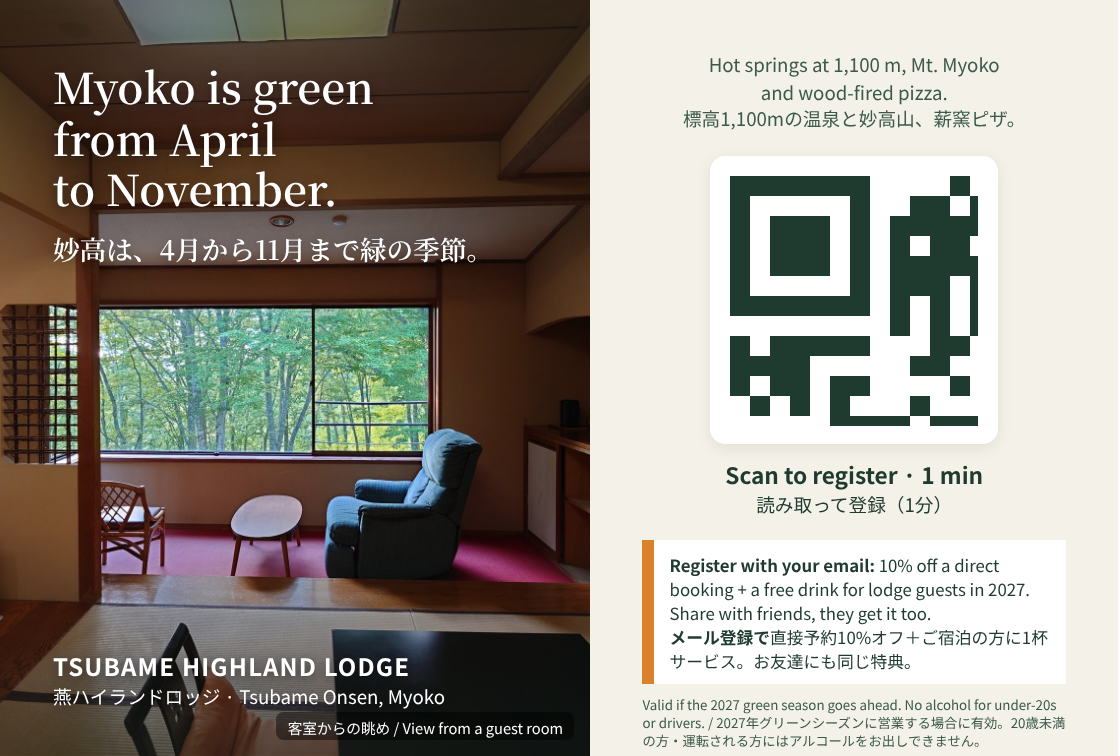 Myoko is green
from April
to November.
妙高は、4月から11月まで緑の季節。
TSUBAME HIGHLAND LODGE
燕ハイランドロッジ · Tsubame Onsen, Myoko
客室からの眺め / View from a guest room
Hot springs at 1,100 m, Mt. Myoko
and wood-fired pizza.
標高1,100mの温泉と妙高山、薪窯ピザ。
Scan to register · 1 min
読み取って登録（1分）
Register with your email: 10% off a direct
booking + a free drink for lodge guests in 2027.
Share with friends, they get it too.
メール登録で直接予約10%オフ＋ご宿泊の方に1杯
サービス。お友達にも同じ特典。
Valid if the 2027 green season goes ahead. No alcohol for under-20s
or drivers. / 2027年グリーンシーズンに営業する場合に有効。20歳未満
の方・運転される方にはアルコールをお出しできません。